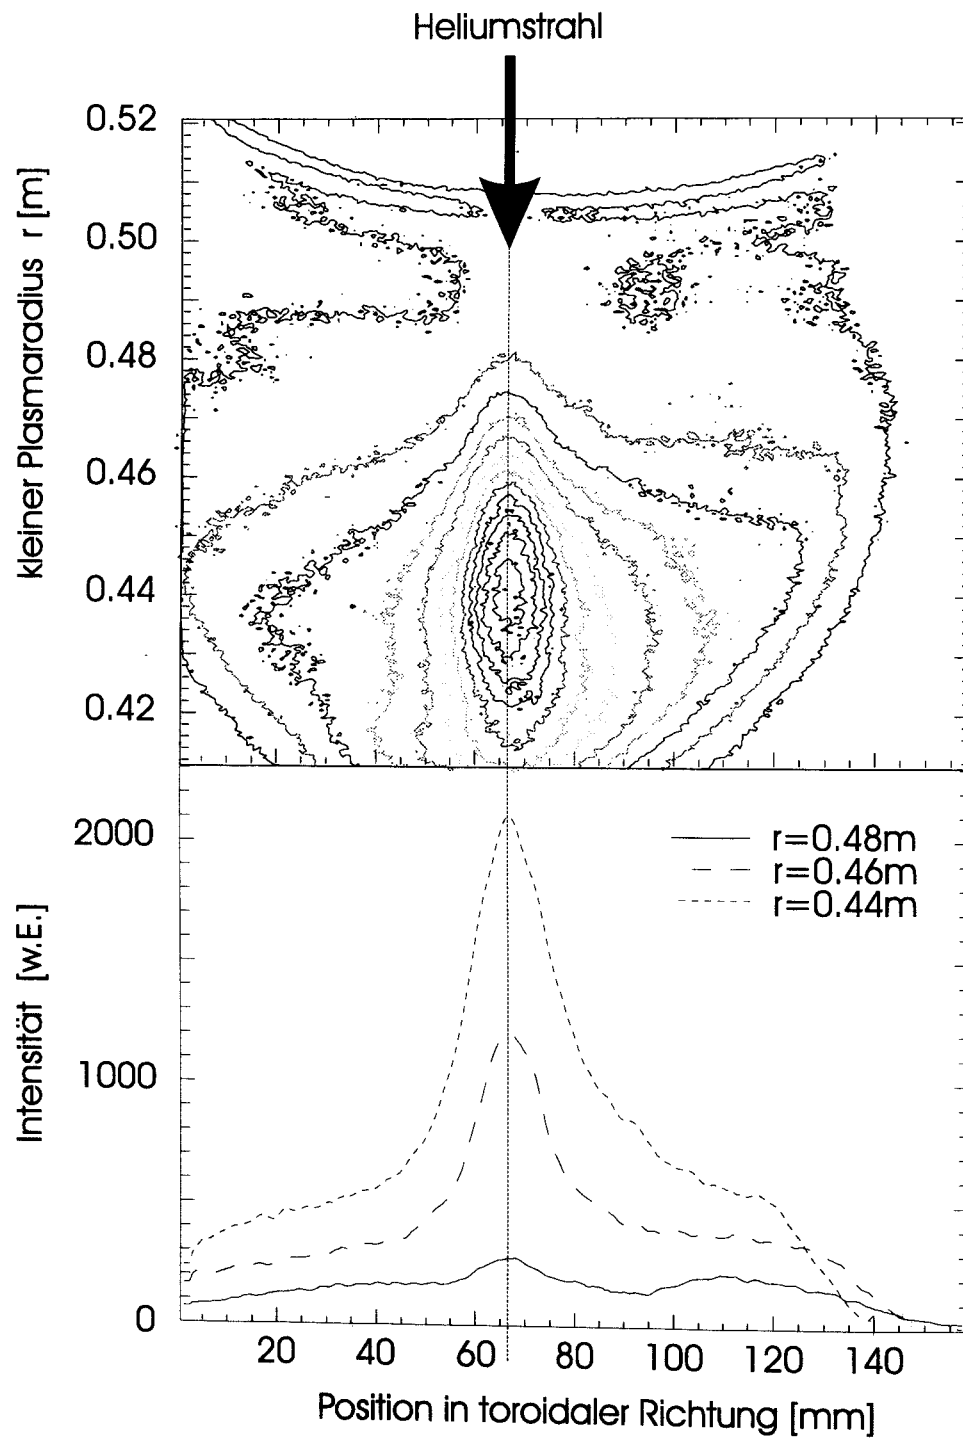 Heliumstrahl
kleiner Plasmaradius r [m]
0.52
0.50
0.48
0.46
0.44
0.42
Intensität [w.E.]
2000
1000
0
r=0.48m
r=0.46m
r=0.44m
20 40 60 80 100 120 140
Position in toroidaler Richtung [mm]